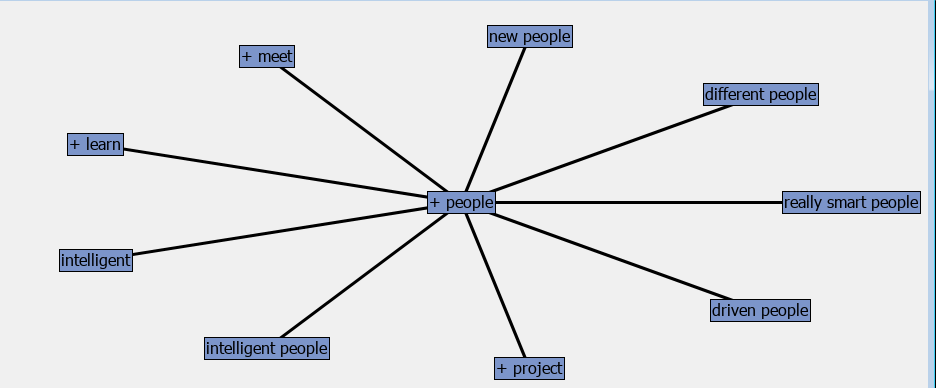 new people
+ meet
different people
+ learn
+ people
really smart people
intelligent
driven people
intelligent people
+ project